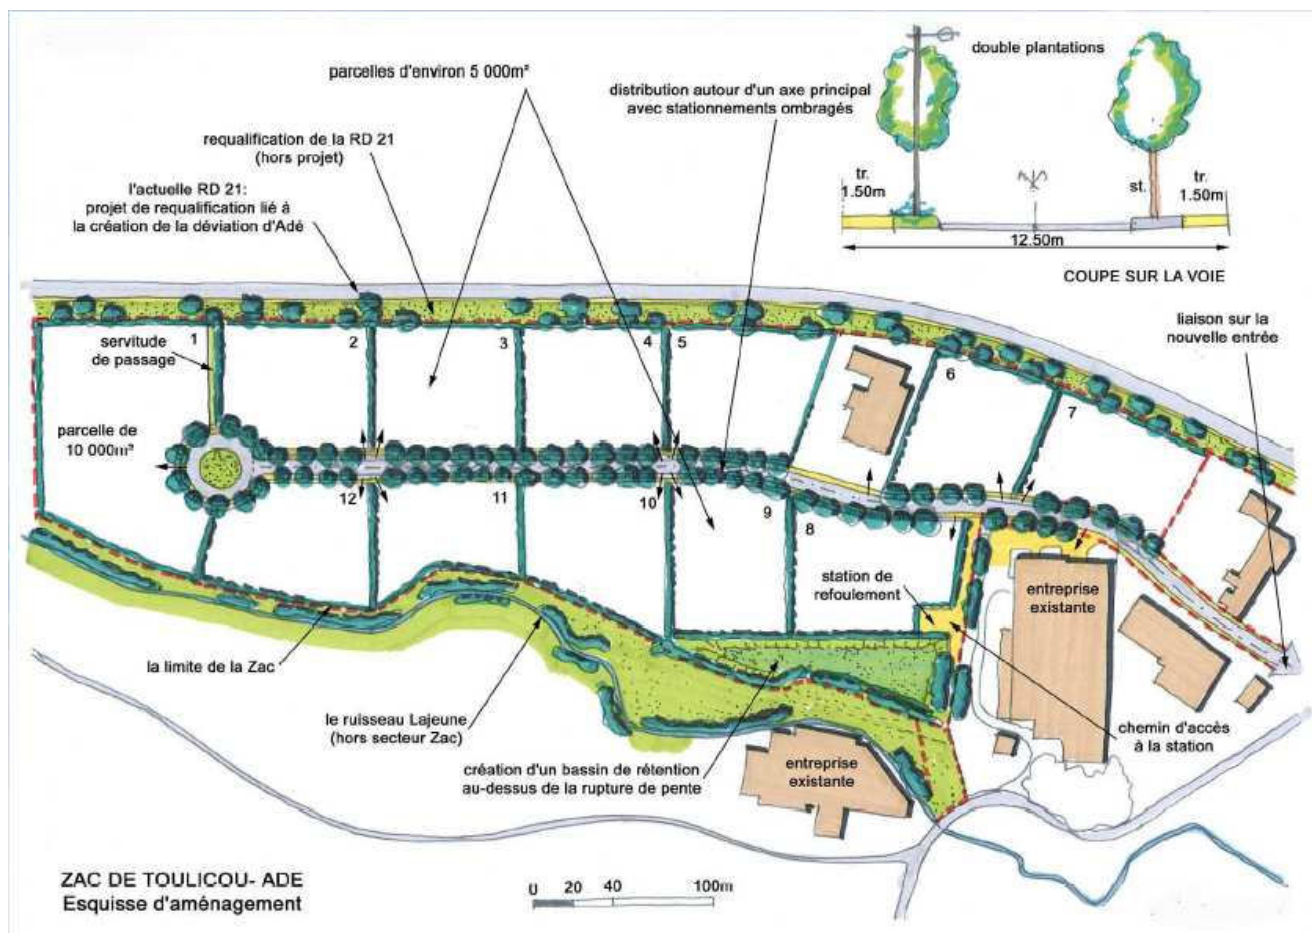 double plantations
parcelles d'environ 5 000m²
distribution autour d'un axe principal
avec stationnements ombragés
requalification de la RD 21
(hors projet)
l'actuelle RD 21:
projet de requalification lié à
la création de la déviation d'Adé
tr.
1.50m
st.
tr.
1.50m
12.50m
COUPE SUR LA VOIE
liaison sur la
nouvelle entrée
1
2
3
4
5
6
7
servitude
de passage
parcelle de
10 000m²
12
11
10
9
8
station de
refoulement
entreprise
existante
la limite de la Zac
le ruisseau Lajeune
(hors secteur Zac)
création d'un bassin de rétention
au-dessus de la rupture de pente
entreprise
existante
chemin d'accès
à la station
ZAC DE TOULICOU- ADE
Esquisse d'aménagement
0 20 40 100m